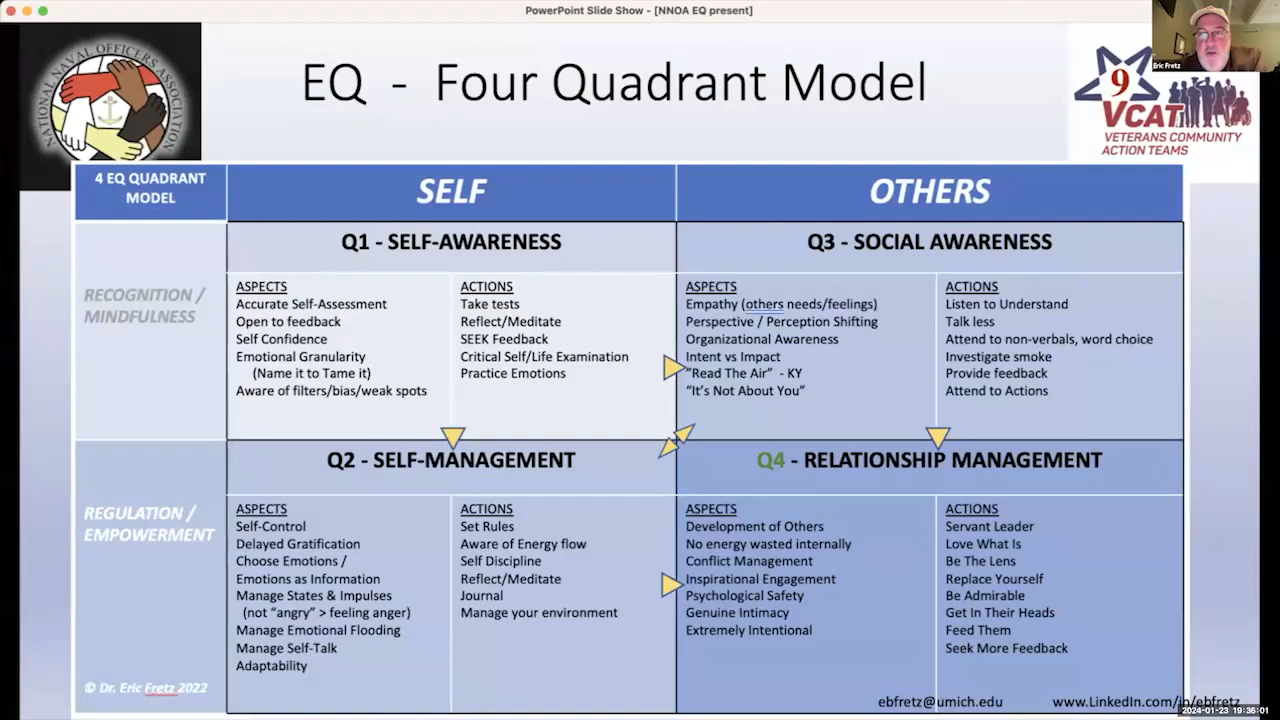 PowerPoint Slide Show - [NNOA EQ present]
NATIONAL NAVAL OFFICERS ASSOCIATION
EQ - Four Quadrant Model
Eric Fretz
9
VCAT
VETERANS COMMUNITY
ACTION TEAMS
4 EQ QUADRANT
MODEL
SELF
OTHERS
RECOGNITION /
MINDFULNESS
Q1 - SELF-AWARENESS
ASPECTS
Accurate Self-Assessment
Open to feedback
Self Confidence
Emotional Granularity
(Name it to Tame it)
Aware of filters/bias/weak spots
ACTIONS
Take tests
Reflect/Meditate
SEEK Feedback
Critical Self/Life Examination
Practice Emotions
Q3 - SOCIAL AWARENESS
ASPECTS
Empathy (others needs/feelings)
Perspective / Perception Shifting
Organizational Awareness
Intent vs Impact
“Read The Air” - KY
“It’s Not About You”
ACTIONS
Listen to Understand
Talk less
Attend to non-verbals, word choice
Investigate smoke
Provide feedback
Attend to Actions
REGULATION /
EMPOWERMENT
Q2 - SELF-MANAGEMENT
ASPECTS
Self-Control
Delayed Gratification
Choose Emotions /
Emotions as Information
Manage States & Impulses
(not “angry” > feeling anger)
Manage Emotional Flooding
Manage Self-Talk
Adaptability
ACTIONS
Set Rules
Aware of Energy flow
Self Discipline
Reflect/Meditate
Journal
Manage your environment
Q4 - RELATIONSHIP MANAGEMENT
ASPECTS
Development of Others
No energy wasted internally
Conflict Management
Inspirational Engagement
Psychological Safety
Genuine Intimacy
Extremely Intentional
ACTIONS
Servant Leader
Love What Is
Be The Lens
Replace Yourself
Be Admirable
Get In Their Heads
Feed Them
Seek More Feedback
© Dr. Eric Fretz 2022
ebfretz@umich.edu
www.LinkedIn.com/in/ebfretz
2024-01-23 19:36:01